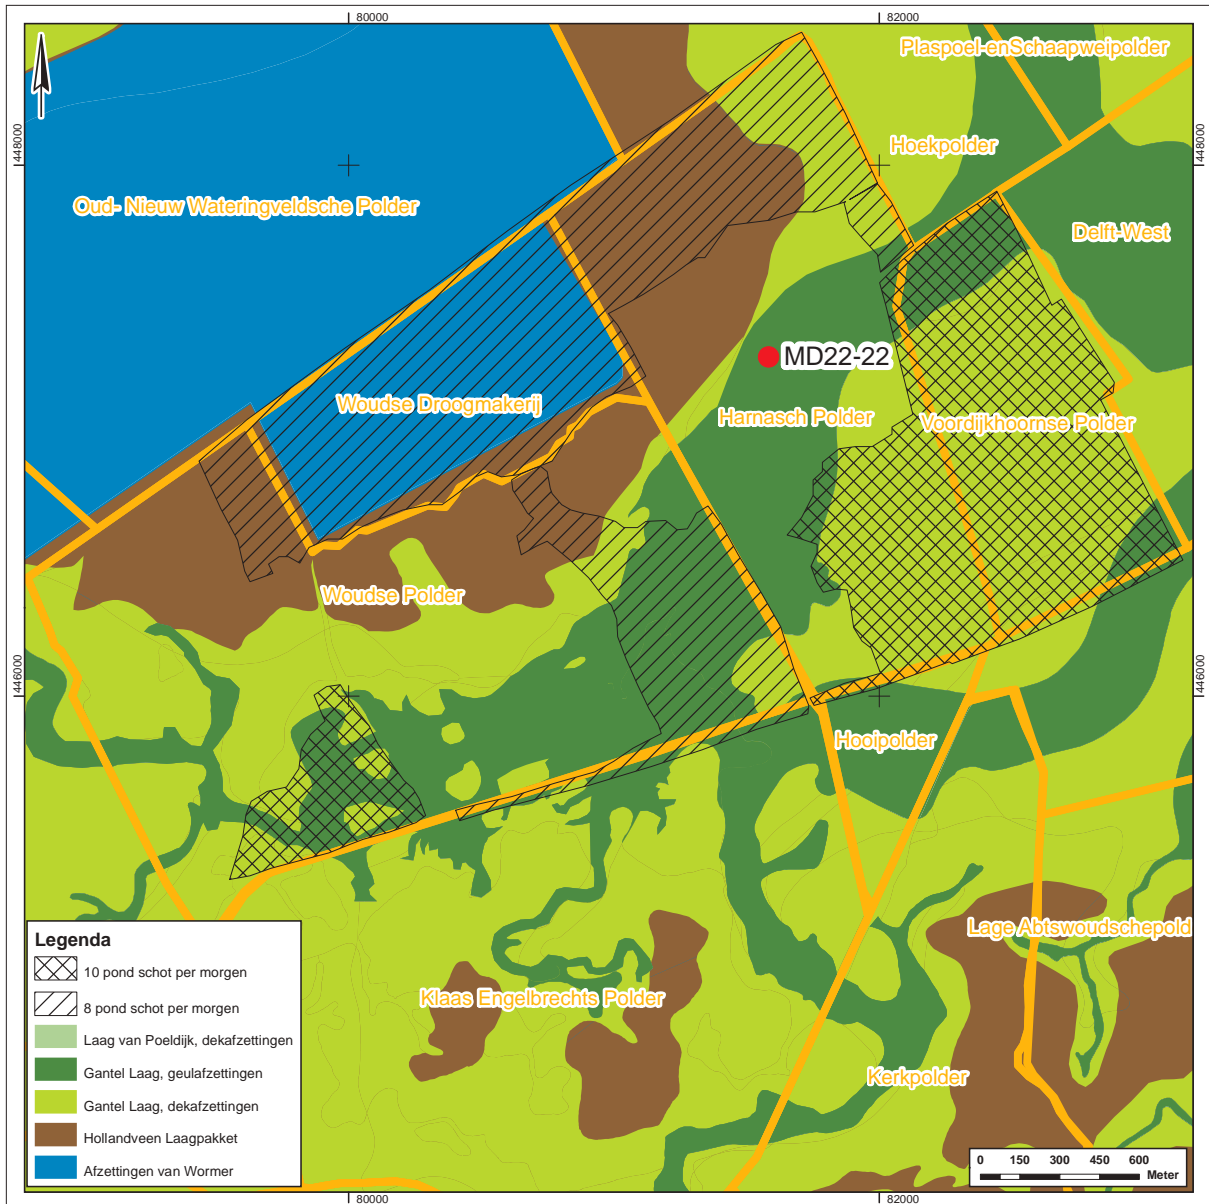 80000
82000
Plaspoel-enSchaapweipolder
448000
448000
Hoekpolder
Oud- Nieuw Wateringveldsche Polder
Delft-West
MD22-22
Woudse Droogmakerij
Harnasch Polder
Voordijkhoornse Polder
Woudse Polder
446000
446000
Hooipolder
Lage Abtswoudschepold
Klaas Engelbrechts Polder
Kerkpolder
Legenda
10 pond schot per morgen
8 pond schot per morgen
Laag van Poeldijk, dekafzettingen
Gantel Laag, geulafzettingen
Gantel Laag, dekafzettingen
Hollandveen Laagpakket
Afzettingen van Wormer
0 150 300 450 600
Meter
80000
82000